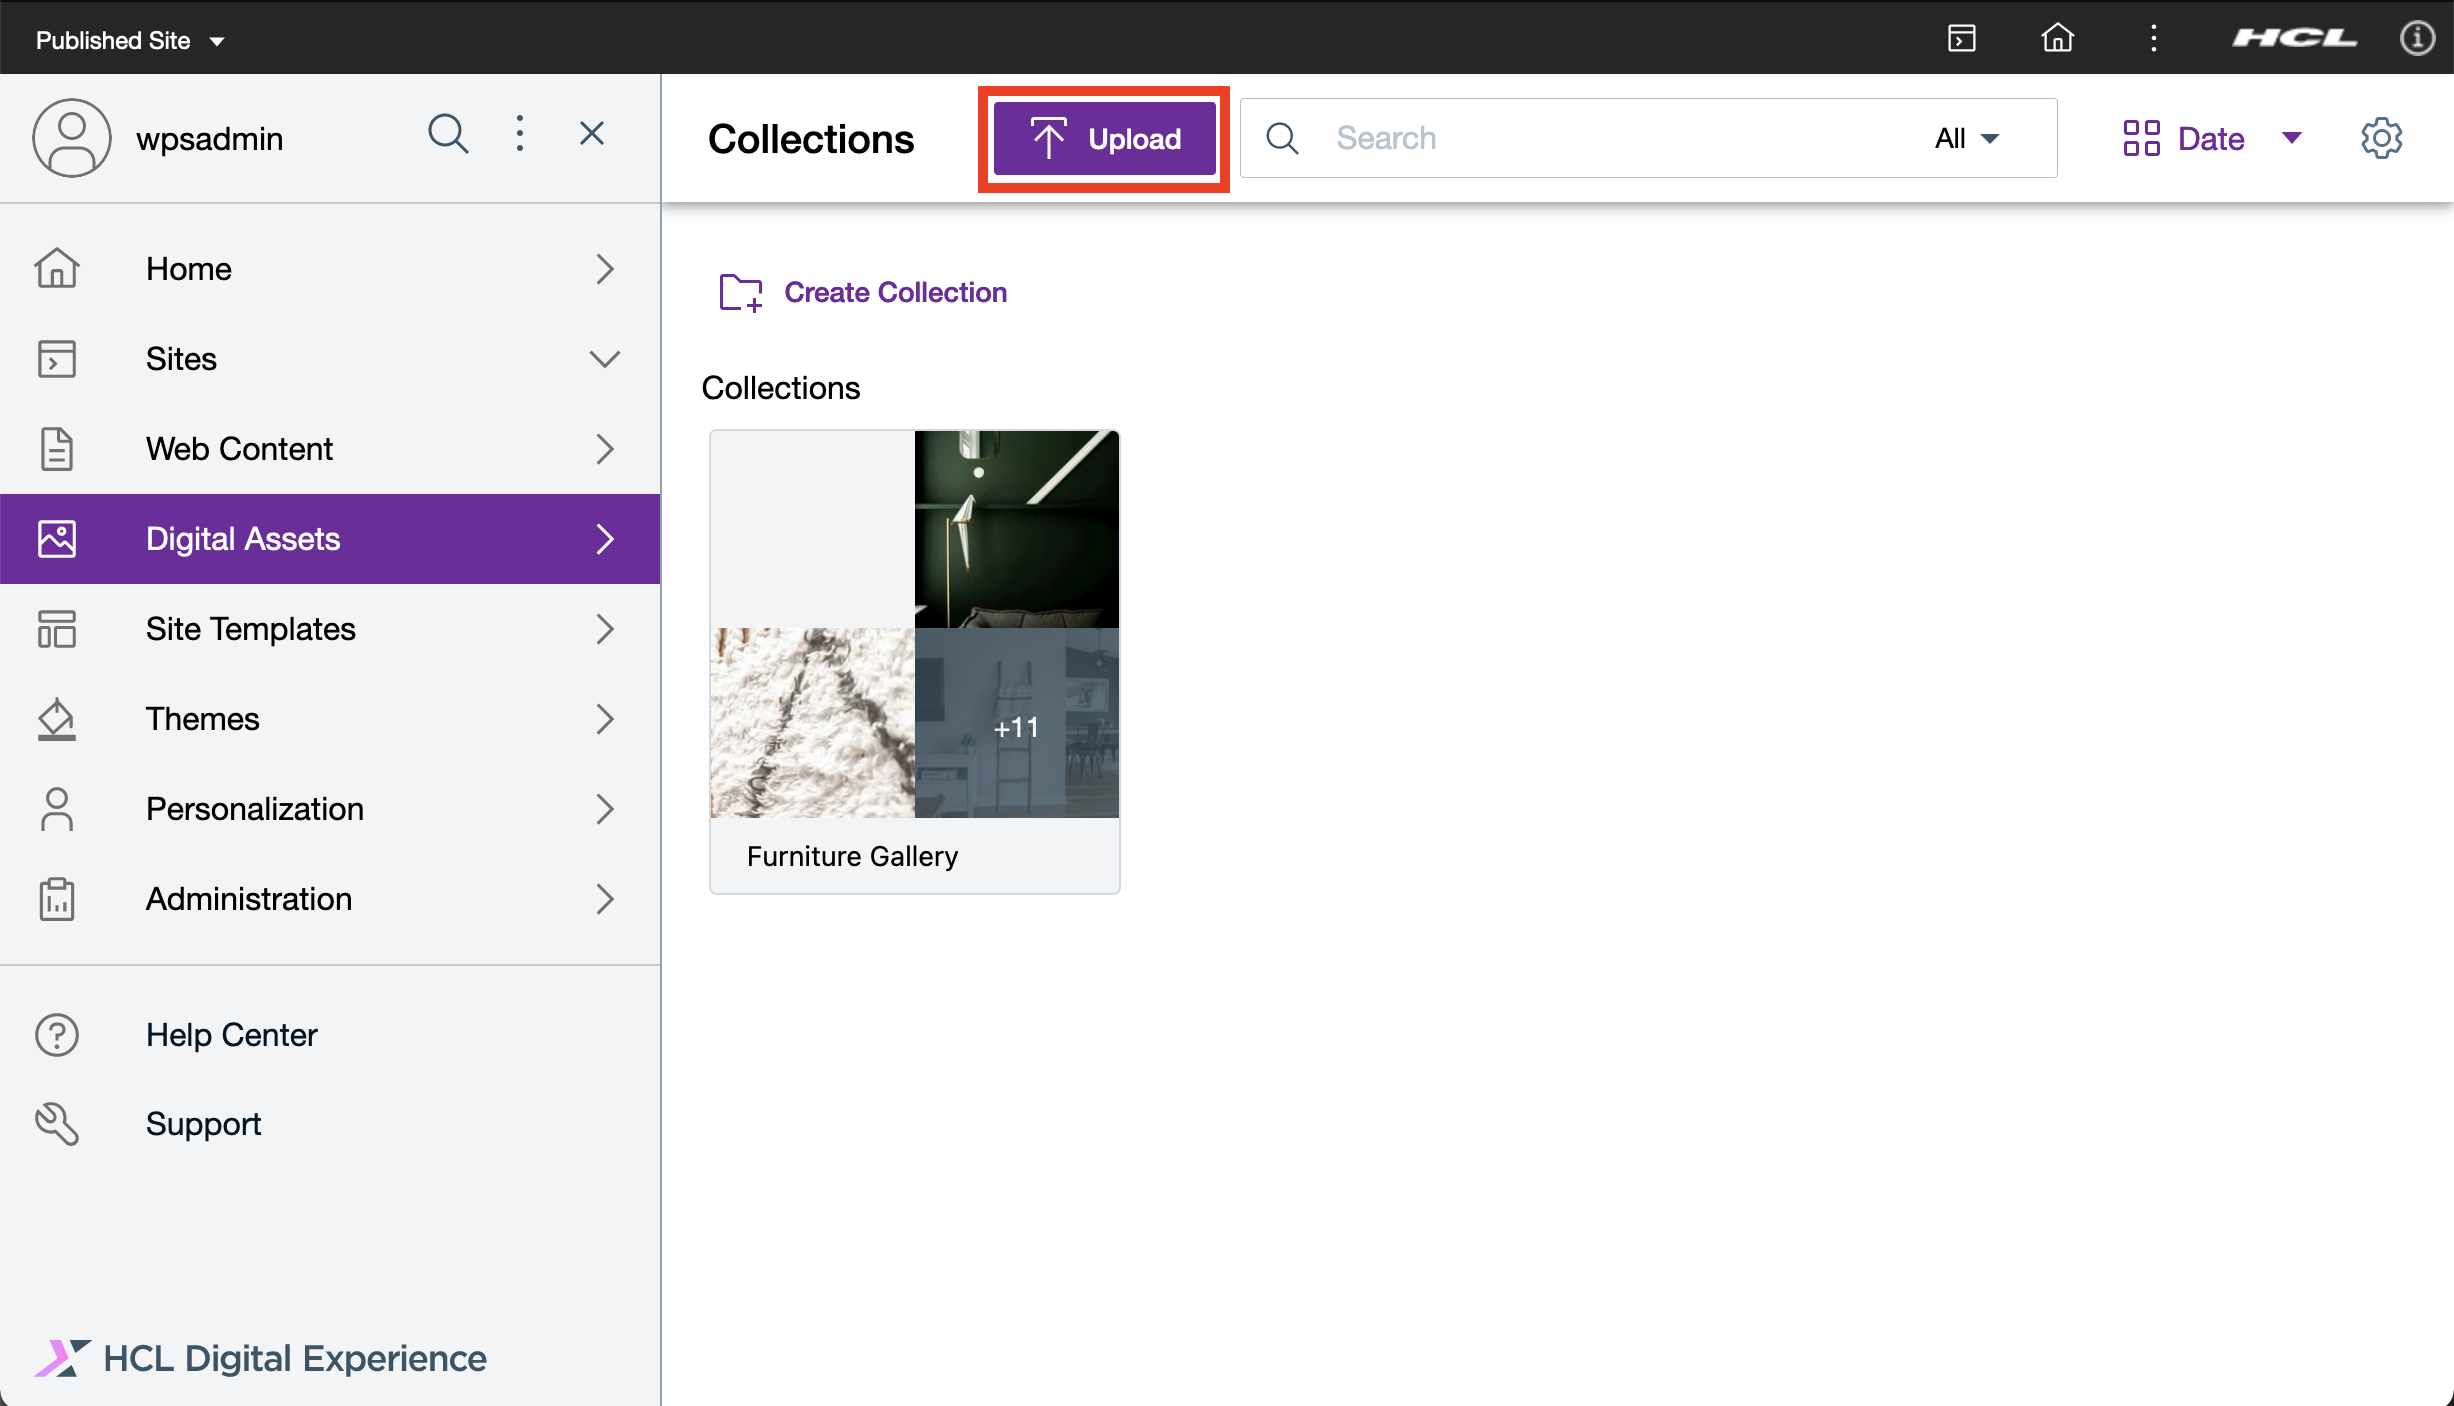 Published Site
HCL
wpsadmin
Collections
Upload
Search
All
Date
Home
Sites
Web Content
Digital Assets
Site Templates
Themes
Personalization
Administration
Help Center
Support
HCL Digital Experience
Create Collection
Collections
+11
Furniture Gallery